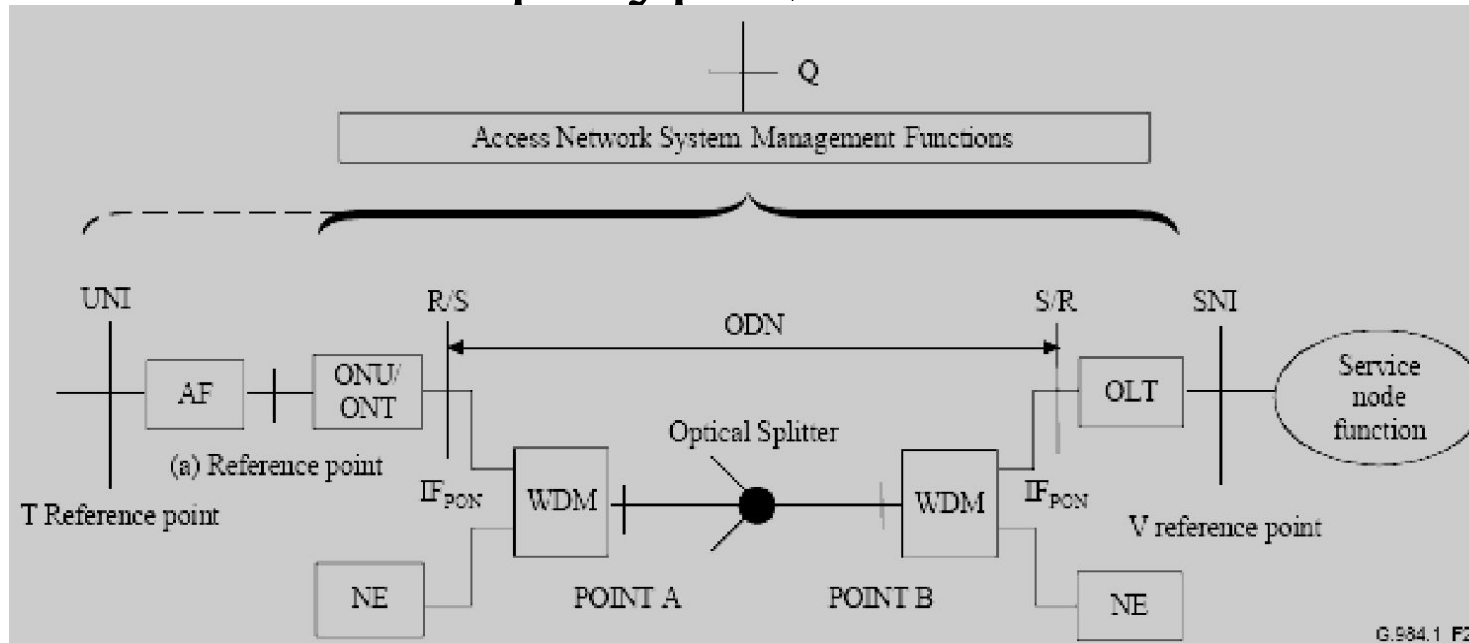 Q
Access Network System Management Functions
UNI
R/S
ODN
S/R
SNI
AF
ONU/
ONT
OLT
Service
node
function
Optical Splitter
(a) Reference point
IFPON
WDM
WDM
IFPON
T Reference point
V reference point
NE
POINT A
POINT B
NE
G.984.1